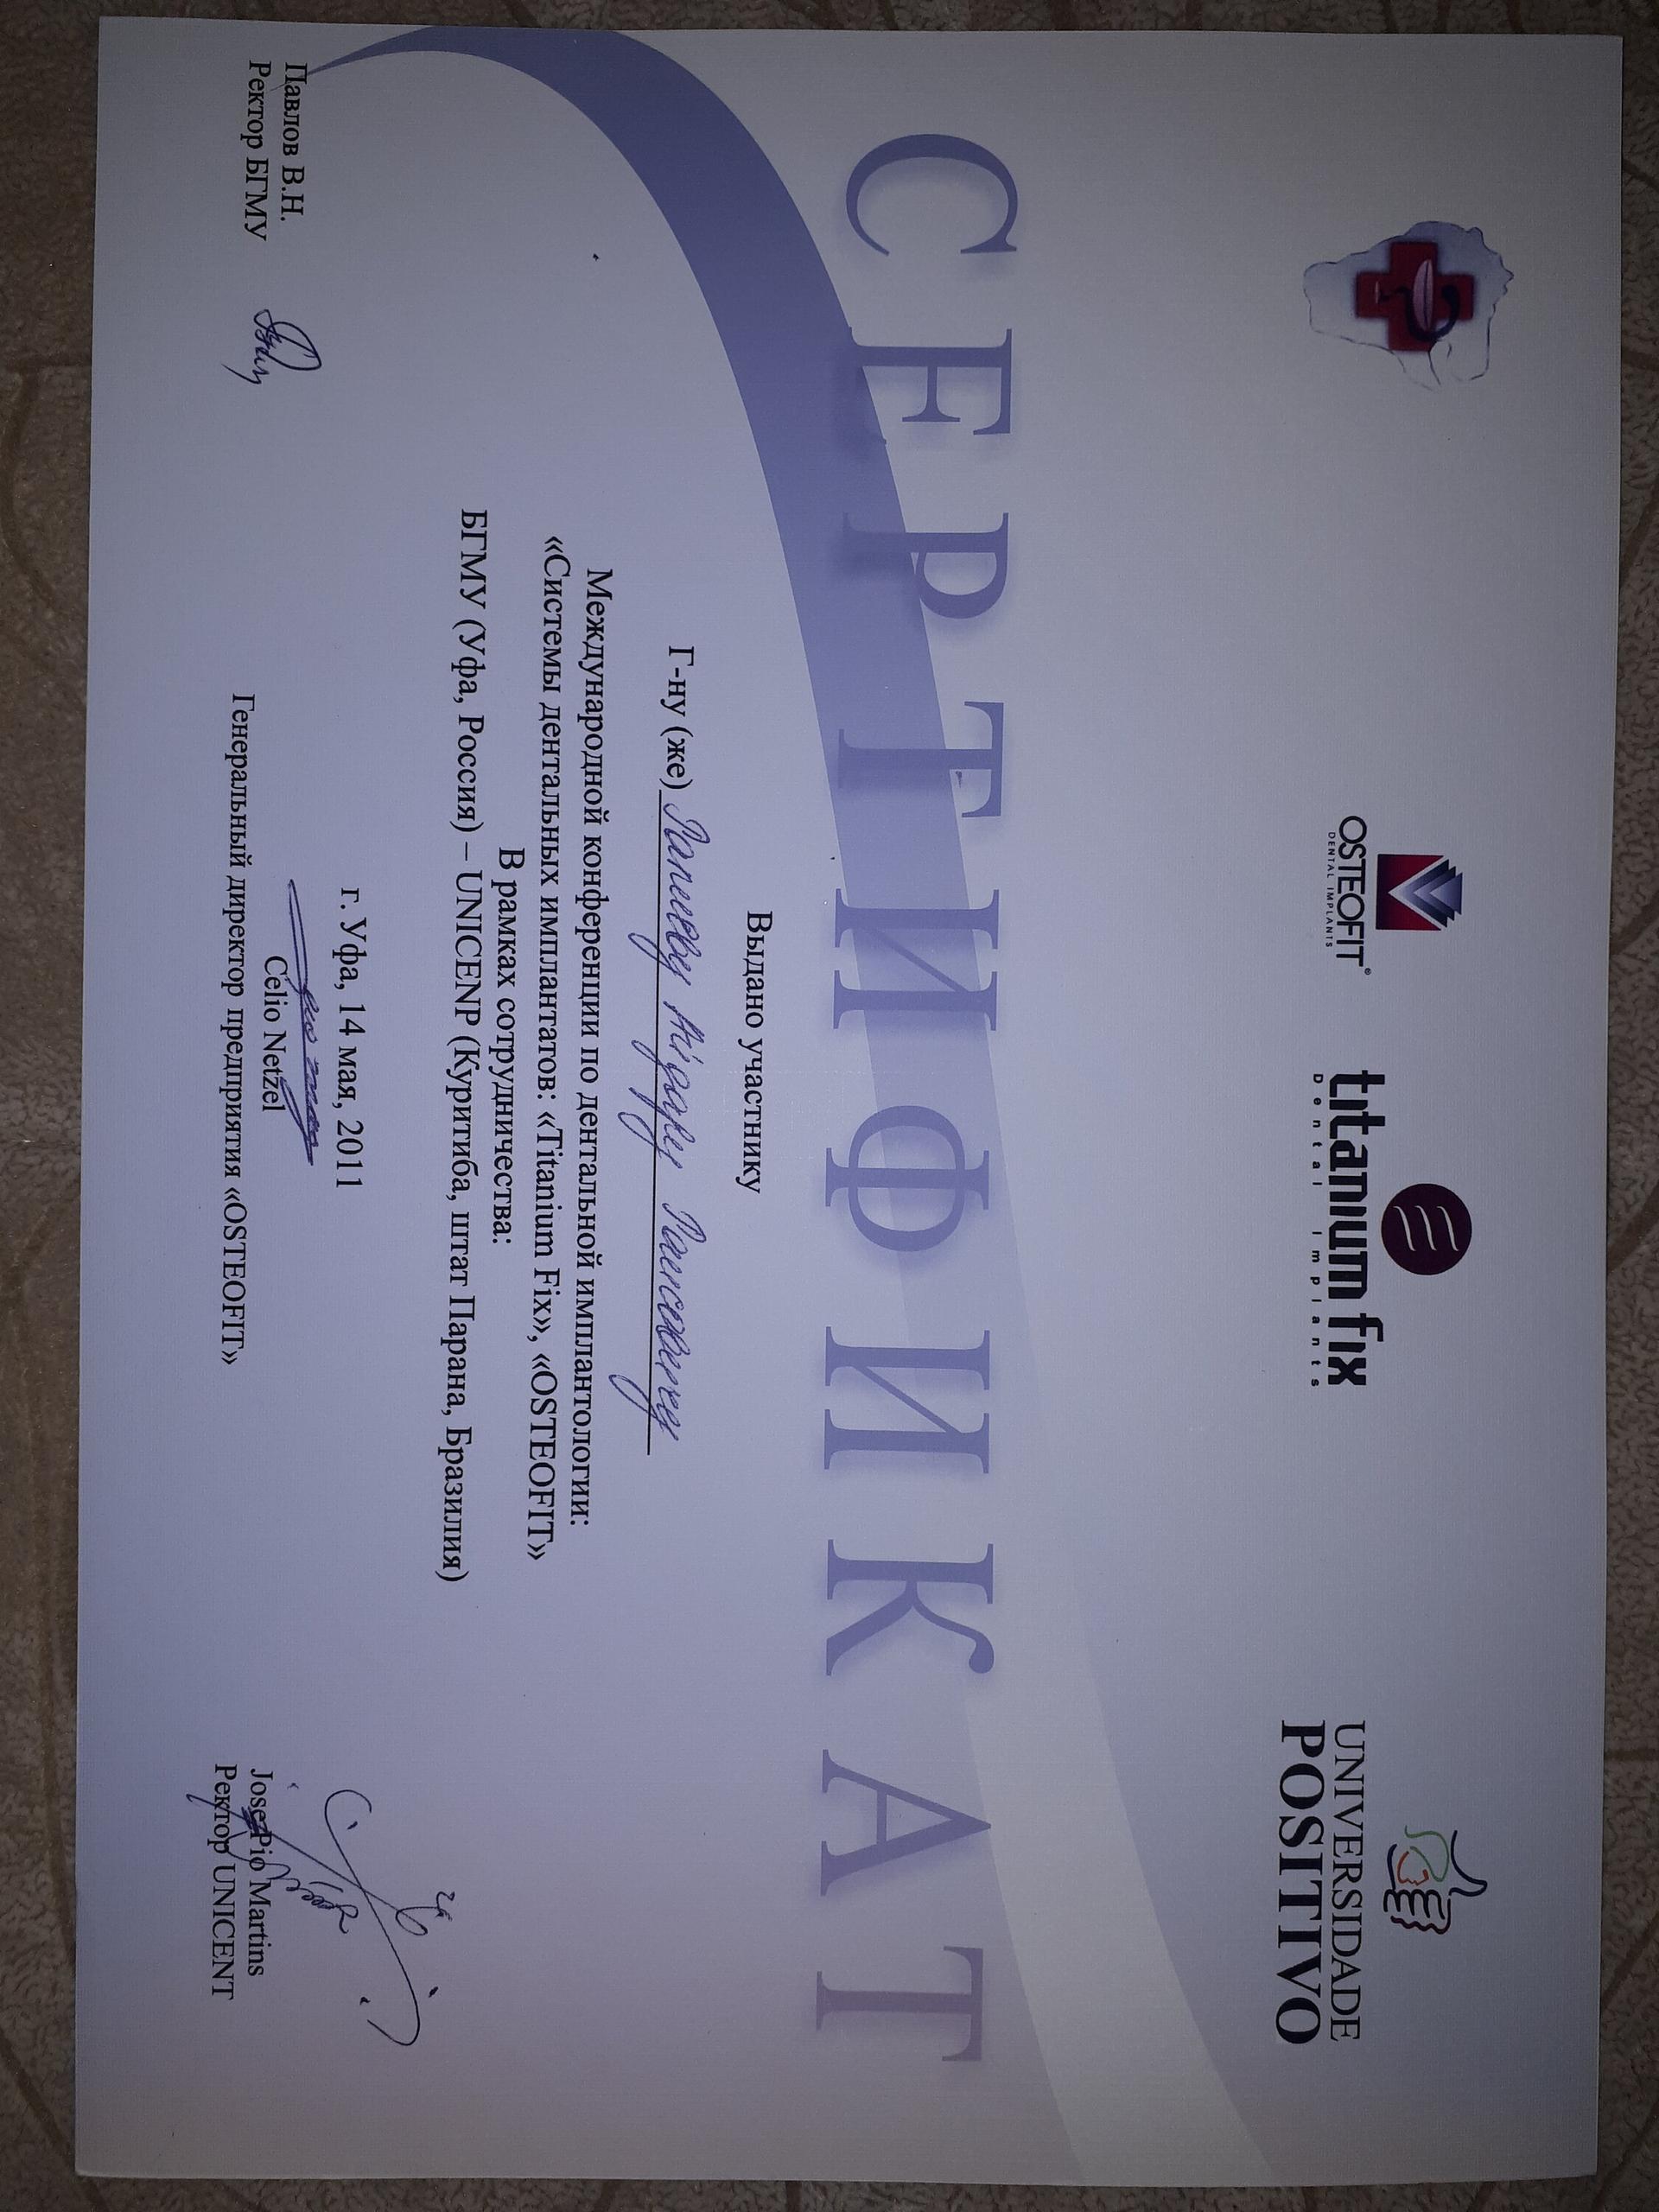 OSTEOFIT®
DENTAL IMPLANTS
titanium fix
Dental Implants
UNIVERSIDADE
POSITIVO
СЕРТИФИКАТ
Выдано участнику
Г-ну (же)
Международной конференции по дентальной имплантологии:
«Системы дентальных имплантатов: «Titanium Fix», «OSTEOFIT»
В рамках сотрудничества:
БГМУ (Уфа, Россия) – UNICENP (Куритиба, штат Парана, Бразилия)
г. Уфа, 14 мая, 2011
Павлов В.Н.
Ректор БГМУ
Célio Netzel
Генеральный директор предприятия «OSTEOFIT»
Jose Pio Martins
Ректор UNICENT